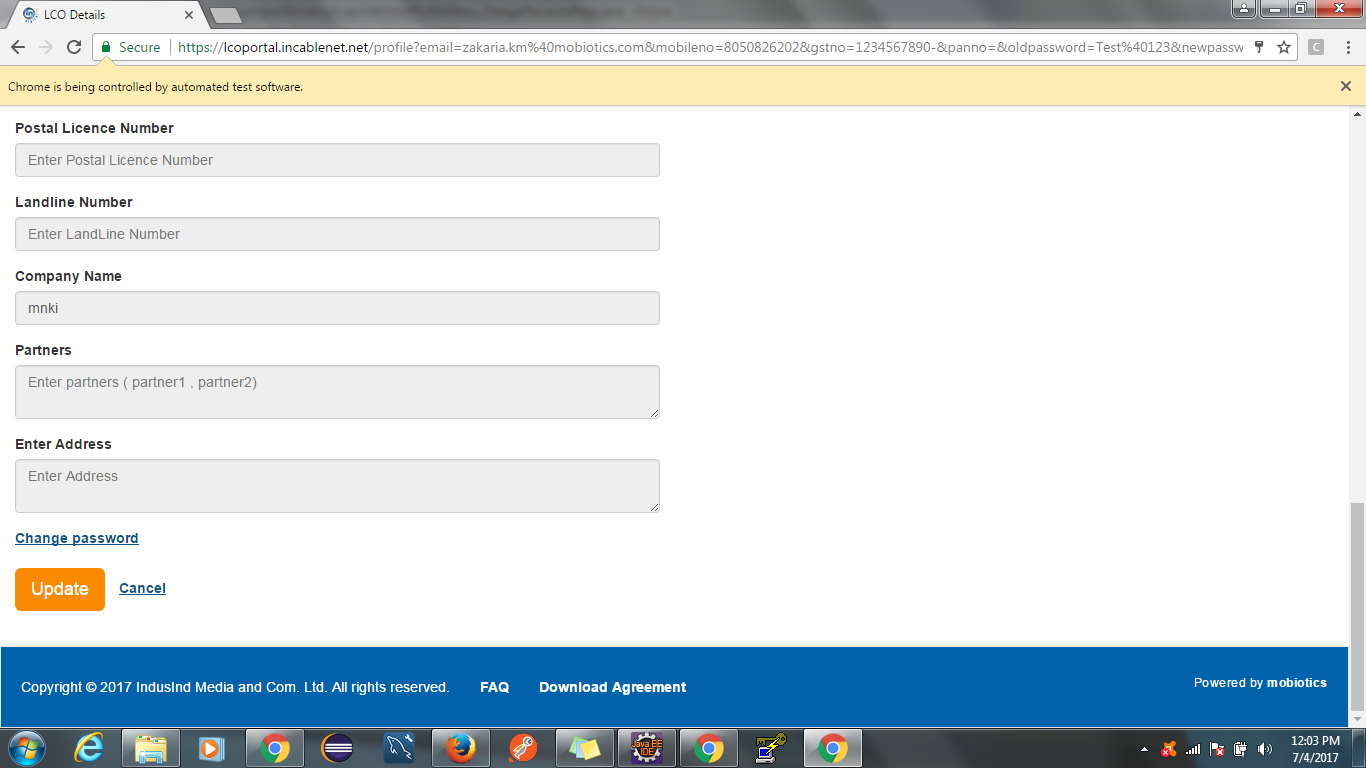 LCO Details
Secure
https://lcoportal.incablenet.net/profile?email=zakaria.km%40mobiotics.com&mobileno=8050826202&gstno=1234567890-&panno=&oldpassword=Test%40123&newpassw
Chrome is being controlled by automated test software.
Postal Licence Number
Enter Postal Licence Number
Landline Number
Enter LandLine Number
Company Name
mnki
Partners
Enter partners ( partner1 , partner2)
Enter Address
Enter Address
Change password
Update Cancel
Copyright © 2017 IndusInd Media and Com. Ltd. All rights reserved. FAQ Download Agreement
Powered by mobiotics
Java EE
IDE
12:03 PM
7/4/2017